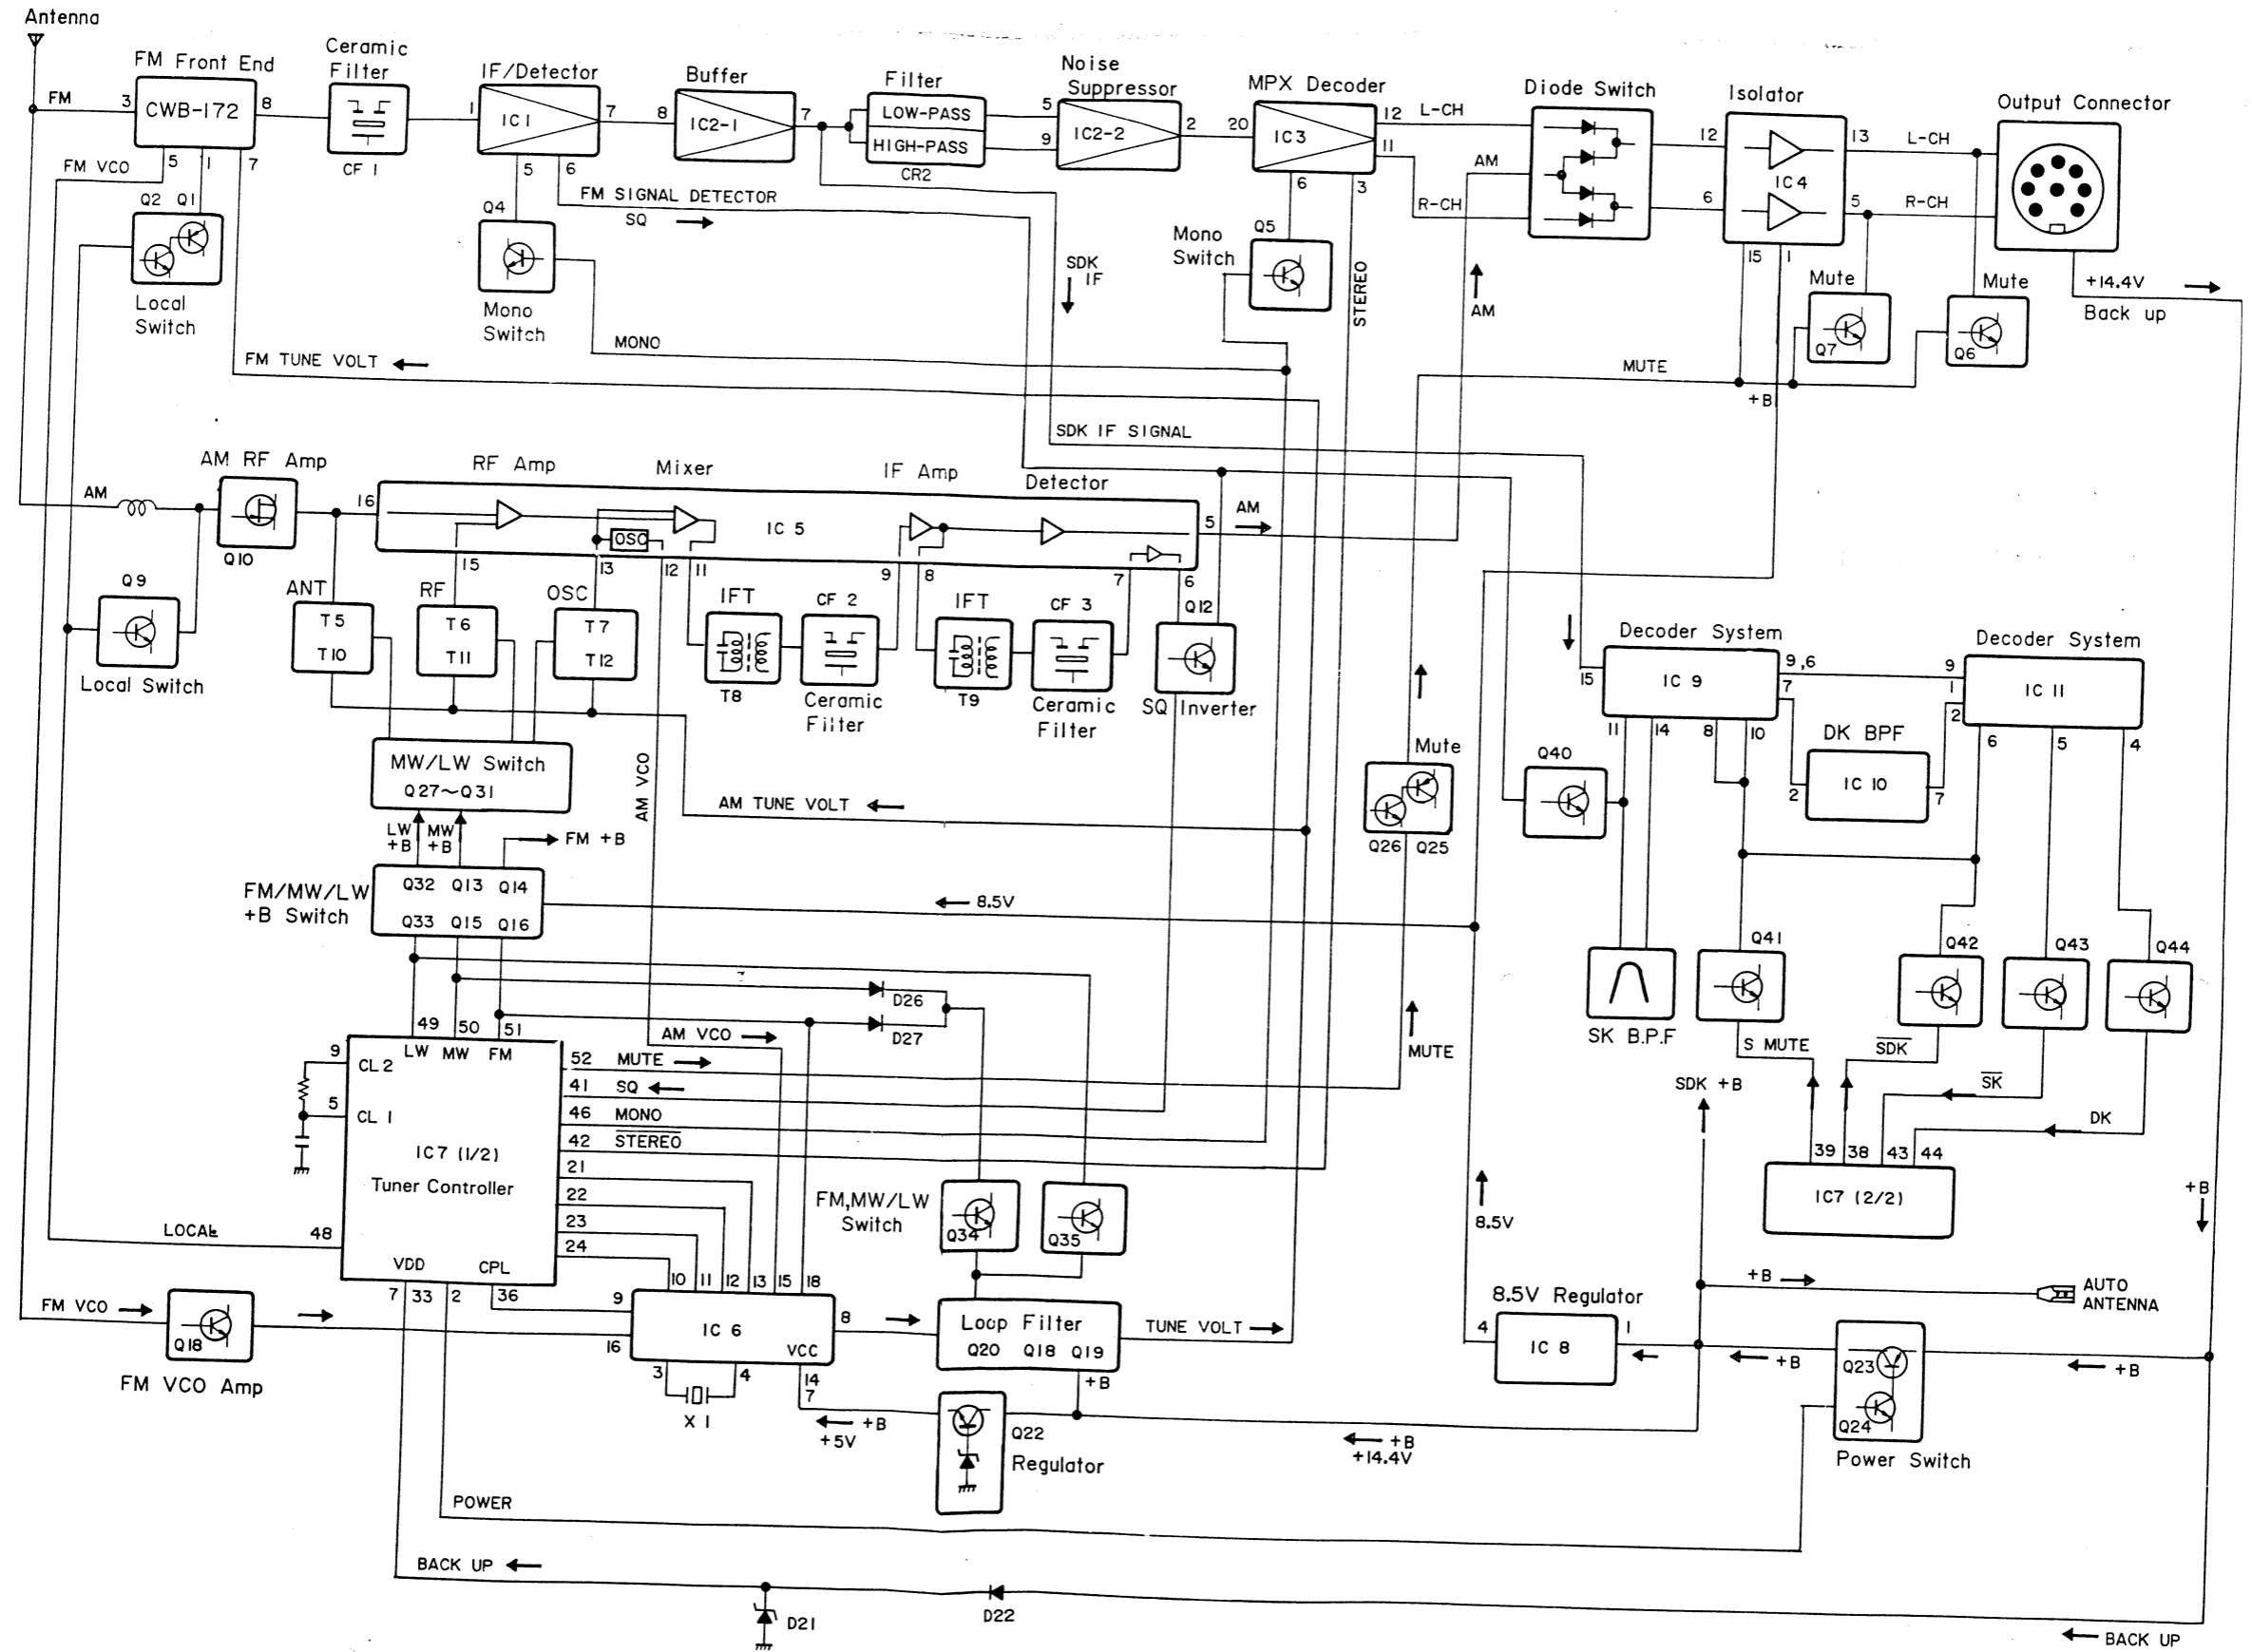 Antenna
FM Front End
CWB-172
FM
3
8
5
1
7
FM VCO
Q2 Q1
Local
Switch
Ceramic
Filter
CF 1
IF/Detector
1
IC1
7
5
6
FM SIGNAL DETECTOR
SQ
Q4
Mono
Switch
MONO
FM TUNE VOLT
Buffer
8
IC2-1
7
Filter
LOW-PASS
HIGH-PASS
CR2
Noise
Suppressor
5
9
IC2-2
2
SDK
IF
MPX Decoder
20
IC3
12
L-CH
11
R-CH
6
3
Q5
Mono
Switch
STEREO
AM
AM
Diode Switch
Isolator
12
6
IC4
13
L-CH
5
R-CH
15
1
Output Connector
Mute
Q7
Mute
Q6
+14.4V
Back up
MUTE
+B
SDK IF SIGNAL
AM RF Amp
AM
Q10
Q9
Local Switch
RF Amp
Mixer
IF Amp
Detector
16
OSC
IC 5
5
AM
15
13
12
11
9
8
7
6
ANT
T5
T10
RF
T6
T11
OSC
T7
T12
IFT
T8
CF 2
Ceramic
Filter
IFT
T9
CF 3
Ceramic
Filter
Q12
SQ Inverter
MW/LW Switch
Q27~Q31
LW
+B
MW
+B
FM +B
AM VCO
AM TUNE VOLT
FM/MW/LW
+B Switch
Q32 Q13 Q14
Q33 Q15 Q16
8.5V
Mute
Q26 Q25
MUTE
Decoder System
15
IC 9
9,6
7
11
14
8
10
DK BPF
2
IC 10
7
Decoder System
9
1
2
IC 11
6
5
4
Q40
SK B.P.F
Q41
Q42
Q43
Q44
S MUTE
SDK
SK
DK
39 38 43 44
IC7 (2/2)
D26
D27
49 50 51
LW MW FM
9
CL 2
5
CL 1
IC7 (1/2)
Tuner Controller
AM VCO
52 MUTE
41 SQ
46 MONO
42 STEREO
21
22
23
24
48
LOCAL
VDD
CPL
7 33 2 36
FM VCO
Q18
FM VCO Amp
10 11 12 13 15 18
9
16
IC 6
8
VCC
3
4
X 1
14
7
FM,MW/LW
Switch
Q34
Q35
Loop Filter
Q20 Q18 Q19
TUNE VOLT
+B
+B
+5V
Q22
Regulator
+B
+14.4V
8.5V
8.5V Regulator
4
IC 8
1
SDK +B
+B
AUTO
ANTENNA
+B
+B
Q23
Q24
Power Switch
+B
POWER
BACK UP
D21
D22
BACK UP